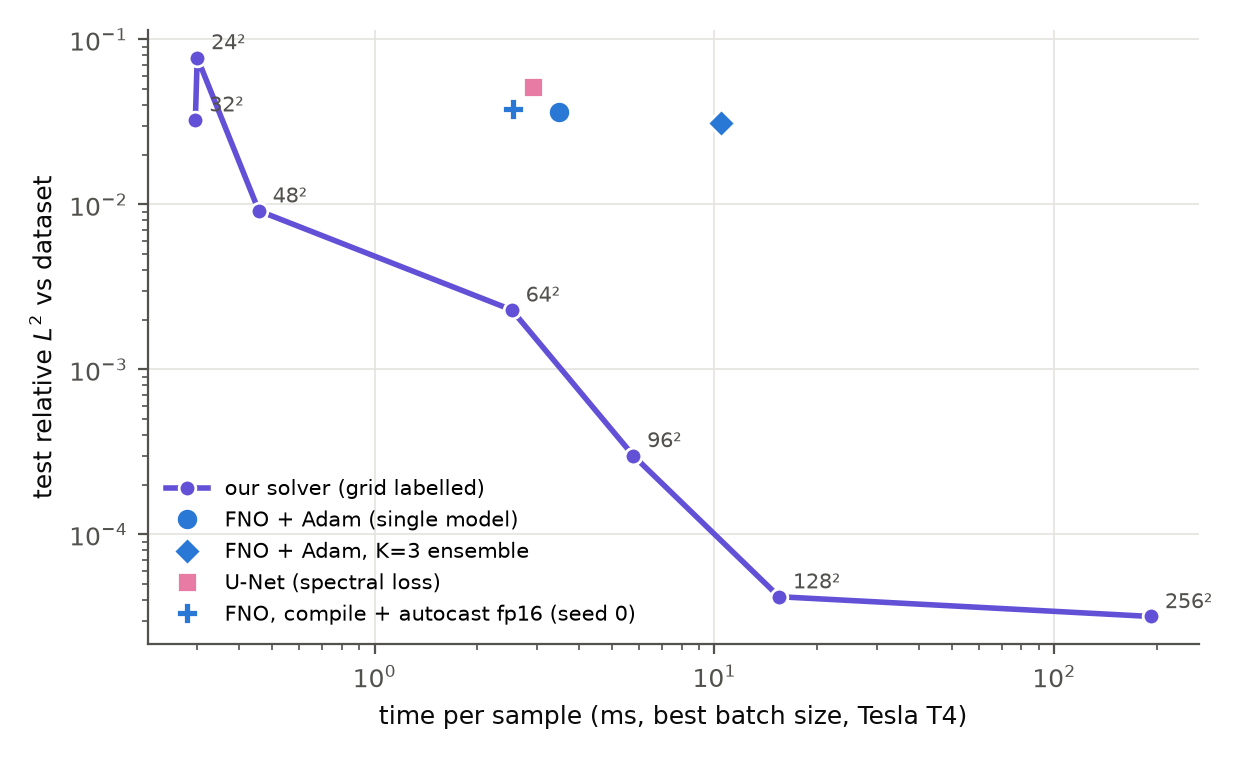 10⁻¹
10⁻²
10⁻³
10⁻⁴
test relative L² vs dataset
24²
32²
48²
64²
96²
128²
256²
our solver (grid labelled)
FNO + Adam (single model)
FNO + Adam, K=3 ensemble
U-Net (spectral loss)
FNO, compile + autocast fp16 (seed 0)
10⁰ 10¹ 10²
time per sample (ms, best batch size, Tesla T4)